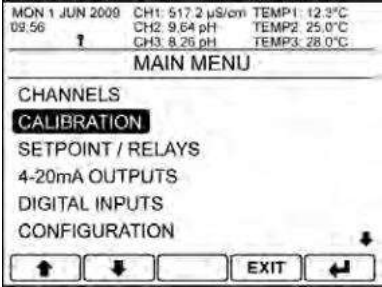 MON 1 JUN 2009 CH1: 517.2 µS/cm TEMP1: 12.3°C
09:56 CH2: 9.64 pH TEMP2: 25.0°C
CH3: 8.26 pH TEMP3: 28.0°C
MAIN MENU
CHANNELS
CALIBRATION
SETPOINT / RELAYS
4-20mA OUTPUTS
DIGITAL INPUTS
CONFIGURATION
EXIT